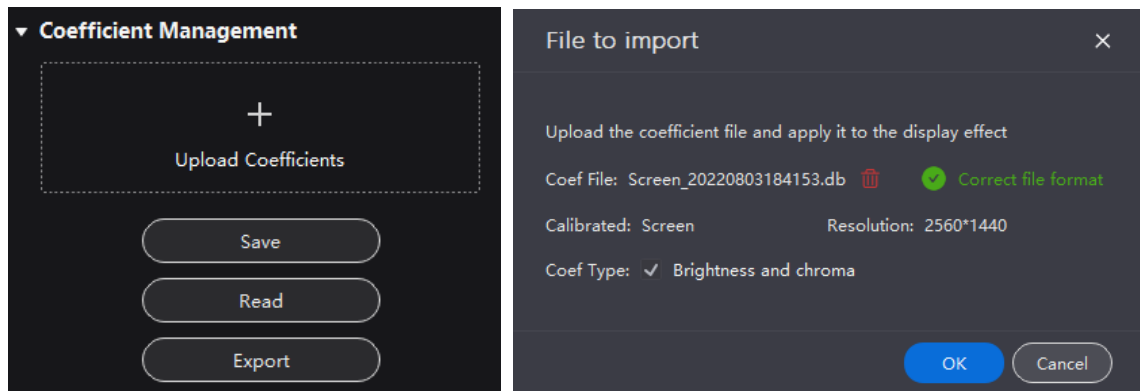 Coefficient Management
+
Upload Coefficients
Save
Read
Export
File to import
Upload the coefficient file and apply it to the display effect
Coef File: Screen_20220803184153.db Correct file format
Calibrated: Screen Resolution: 2560*1440
Coef Type: Brightness and chroma
OK Cancel